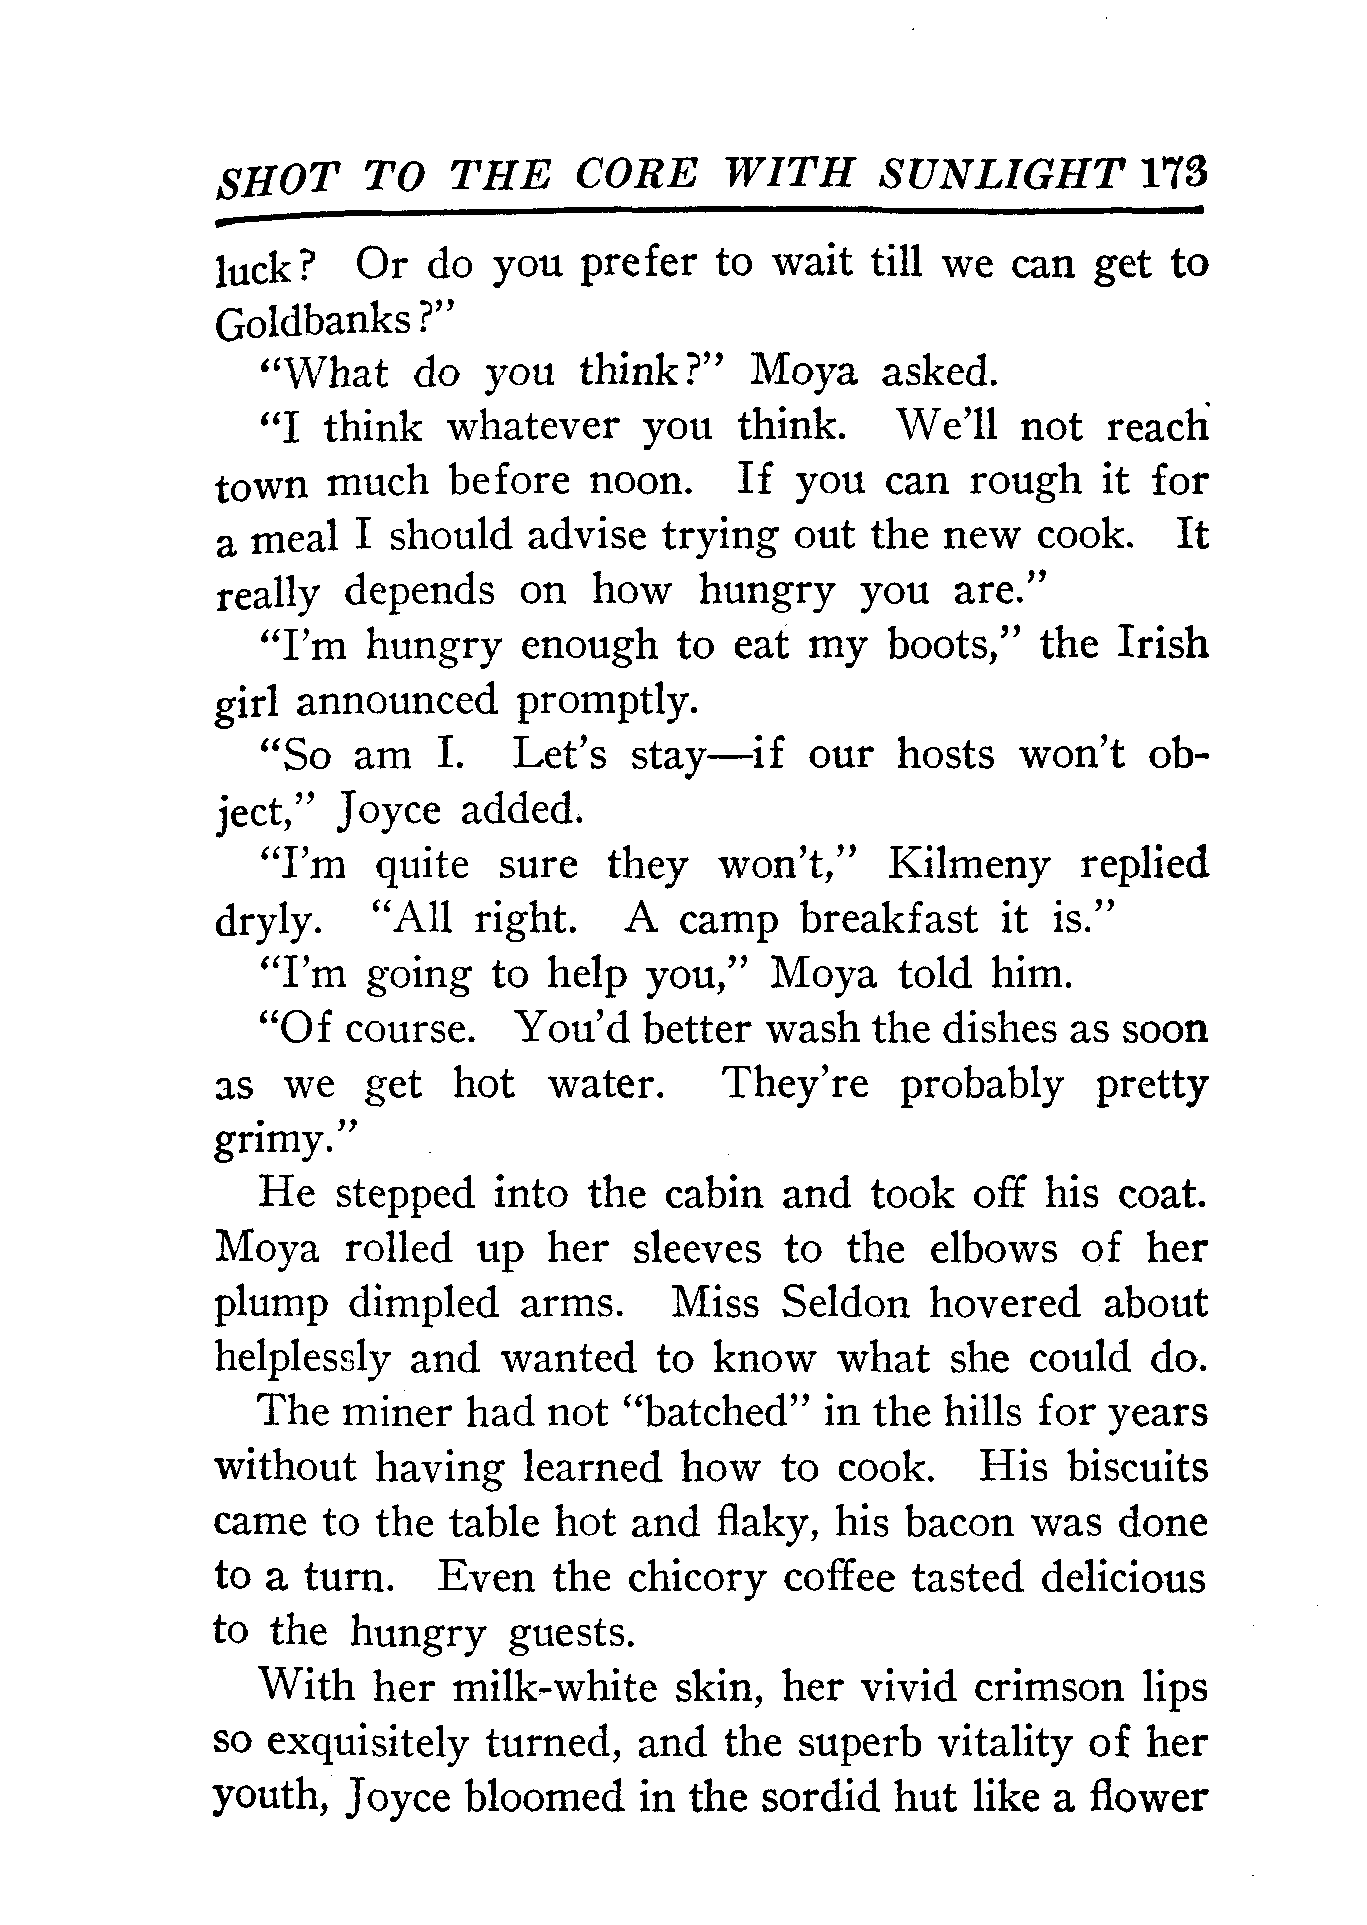 SHOT TO THE CORE WITH SUNLIGHT 173
luck? Or do you prefer to wait till we can get to
Goldbanks?"
"What do you think?" Moya asked.
"I think whatever you think. We'll not reach
town much before noon. If you can rough it for
a meal I should advise trying out the new cook. It
really depends on how hungry you are."
"I'm hungry enough to eat my boots," the Irish
girl announced promptly.
"So am I. Let's stay—if our hosts won't ob-
ject," Joyce added.
"I'm quite sure they won't," Kilmeny replied
dryly. "All right. A camp breakfast it is."
"I'm going to help you," Moya told him.
"Of course. You'd better wash the dishes as soon
as we get hot water. They're probably pretty
grimy."
He stepped into the cabin and took off his coat.
Moya rolled up her sleeves to the elbows of her
plump dimpled arms. Miss Seldon hovered about
helplessly and wanted to know what she could do.
The miner had not "batched" in the hills for years
without having learned how to cook. His biscuits
came to the table hot and flaky, his bacon was done
to a turn. Even the chicory coffee tasted delicious
to the hungry guests.
With her milk-white skin, her vivid crimson lips
so exquisitely turned, and the superb vitality of her
youth, Joyce bloomed in the sordid hut like a flower